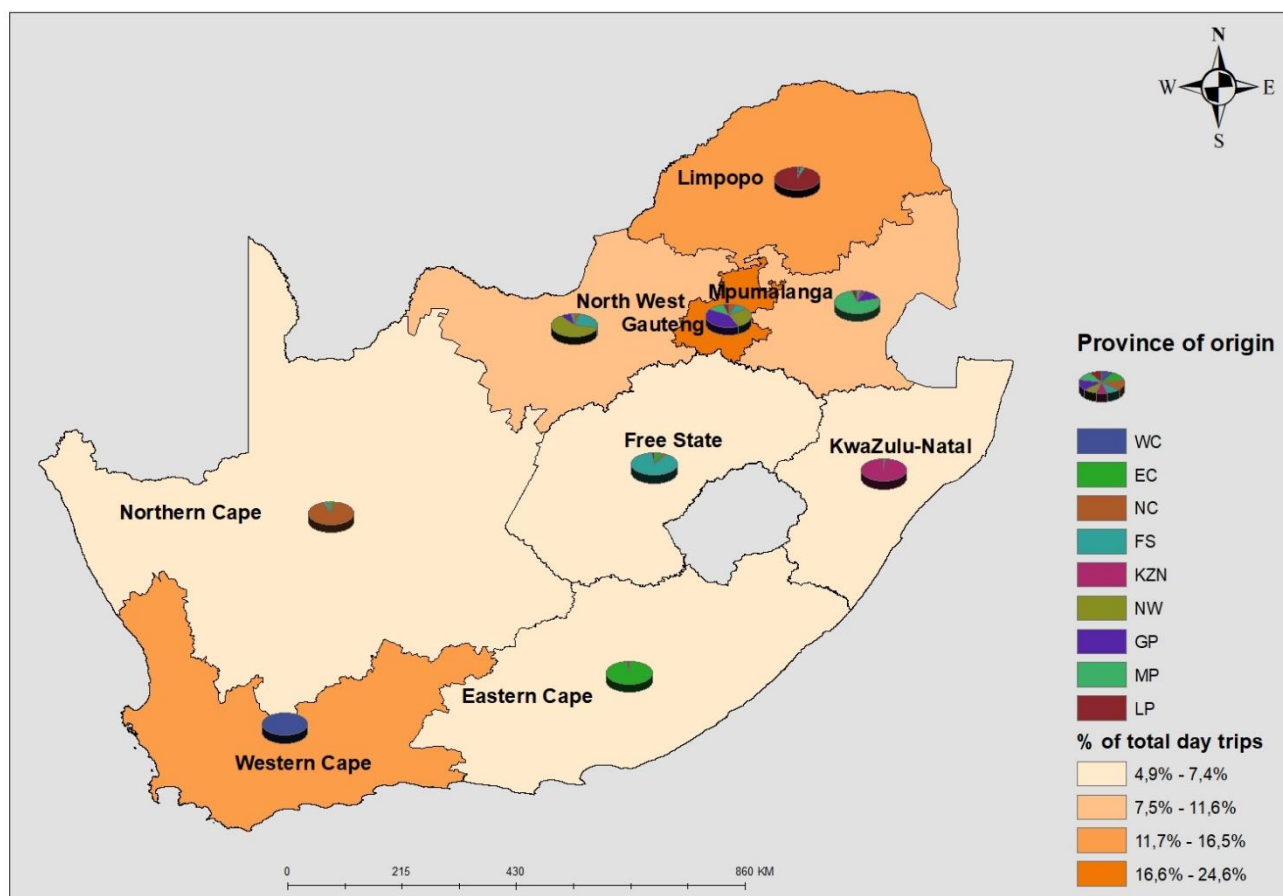 N
W
E
S
Limpopo
Mpumalanga
North West
Gauteng
Free State
KwaZulu-Natal
Northern Cape
Eastern Cape
Western Cape
Province of origin
WC
EC
NC
FS
KZN
NW
GP
MP
LP
% of total day trips
4,9% - 7,4%
7,5% - 11,6%
11,7% - 16,5%
16,6% - 24,6%
0 215 430 860 KM